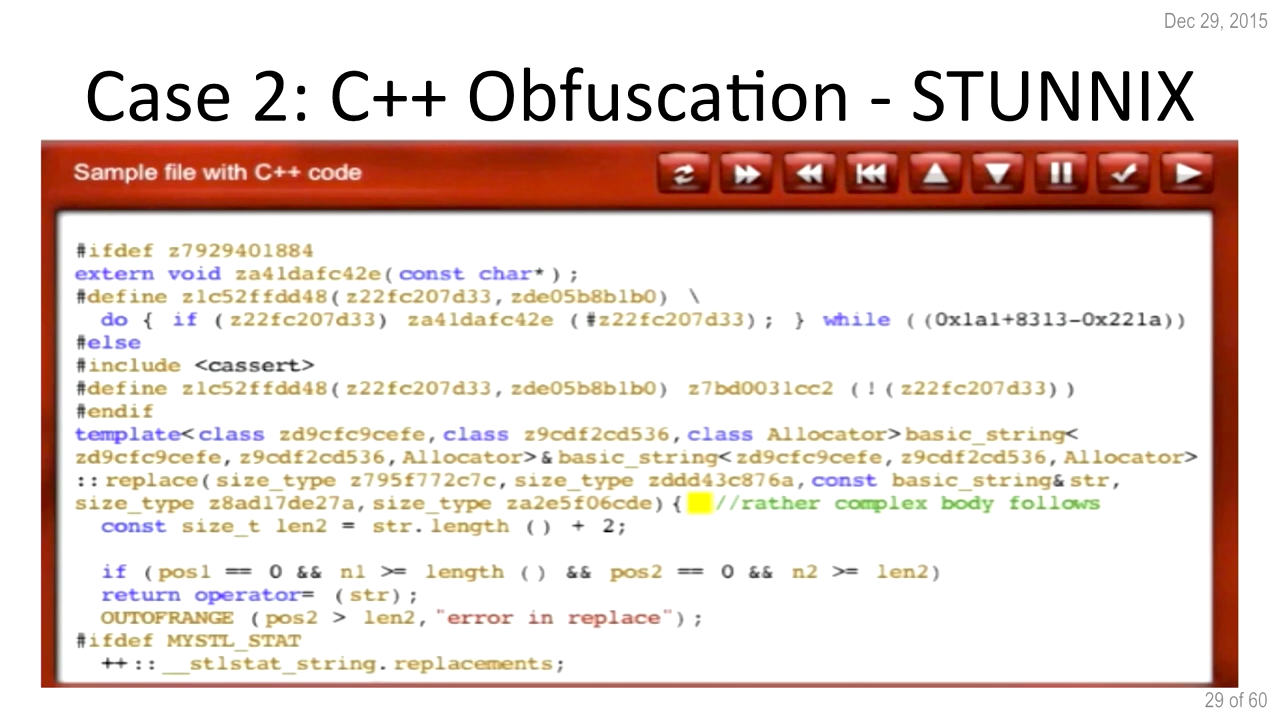 Dec 29, 2015
Case 2: C++ Obfuscation - STUNNIX
Sample file with C++ code
#ifdef z7929401884
extern void za41dafc42e(const char*);
#define z1c52ffdd48(z22fc207d33,zde05b8b1b0) \
do { if (z22fc207d33) za41dafc42e (#z22fc207d33); } while ((0x1a1+8313-0x221a))
#else
#include <cassert>
#define z1c52ffdd48(z22fc207d33,zde05b8b1b0) z7bd0031cc2 (!(z22fc207d33))
#endif
template<class zd9cfc9cefe,class z9cdf2cd536,class Allocator>basic_string<
zd9cfc9cefe,z9cdf2cd536,Allocator>&basic_string<zd9cfc9cefe,z9cdf2cd536,Allocator>
::replace(size_type z795f772c7c,size_type zddd43c876a,const basic_string&str,
size_type z8ad17de27a,size_type za2e5f06cde){ //rather complex body follows
const size_t len2 = str.length () + 2;
if (pos1 == 0 && n1 >= length () && pos2 == 0 && n2 >= len2)
return operator= (str);
OUTOFRANGE (pos2 > len2,"error in replace");
#ifdef MYSTL_STAT
++::__stlstat_string.replacements;
29 of 60